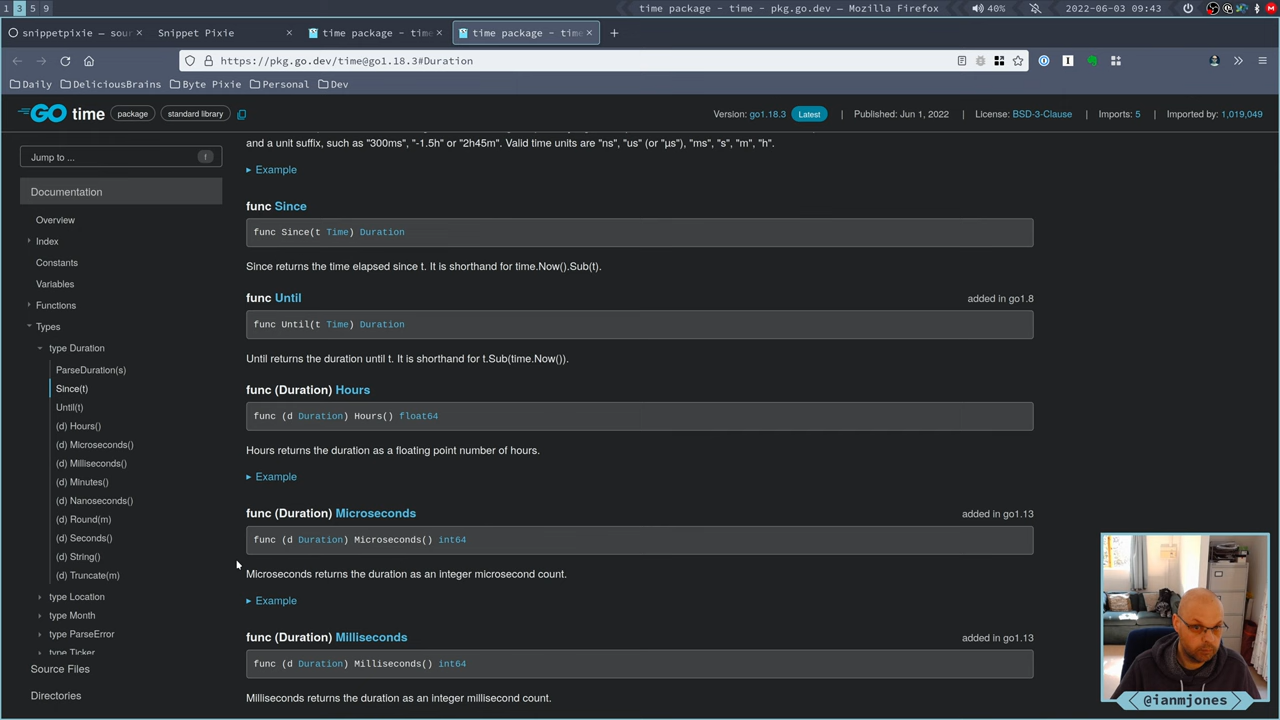 1 3 5 9
time package - time - pkg.go.dev — Mozilla Firefox
40%
2022-06-03 09:43
snippetpixie — sour
Snippet Pixie
time package - time
time package - time
https://pkg.go.dev/time@go1.18.3#Duration
Daily
DeliciousBrains
Byte Pixie
Personal
Dev
GO time
package
standard library
Version: go1.18.3
Latest
Published: Jun 1, 2022
License: BSD-3-Clause
Imports: 5
Imported by: 1,019,049
Jump to ...
f
Documentation
Overview
Index
Constants
Variables
Functions
Types
type Duration
ParseDuration(s)
Since(t)
Until(t)
(d) Hours()
(d) Microseconds()
(d) Milliseconds()
(d) Minutes()
(d) Nanoseconds()
(d) Round(m)
(d) Seconds()
(d) String()
(d) Truncate(m)
type Location
type Month
type ParseError
type Ticker
Source Files
Directories
and a unit suffix, such as "300ms", "-1.5h" or "2h45m". Valid time units are "ns", "us" (or "µs"), "ms", "s", "m", "h".
Example
func Since
func Since(t Time) Duration
Since returns the time elapsed since t. It is shorthand for time.Now().Sub(t).
func Until
added in go1.8
func Until(t Time) Duration
Until returns the duration until t. It is shorthand for t.Sub(time.Now()).
func (Duration) Hours
func (d Duration) Hours() float64
Hours returns the duration as a floating point number of hours.
Example
func (Duration) Microseconds
added in go1.13
func (d Duration) Microseconds() int64
Microseconds returns the duration as an integer microsecond count.
Example
func (Duration) Milliseconds
added in go1.13
func (d Duration) Milliseconds() int64
Milliseconds returns the duration as an integer millisecond count.
@ianmjones